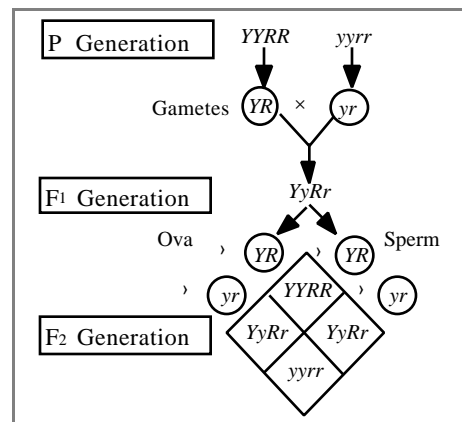 P Generation YYRR yyrr
Gametes YR × yr
F1 Generation YyRr
Ova YR YR Sperm
yr YYRR yr
F2 Generation YyRr YyRr
yyrr